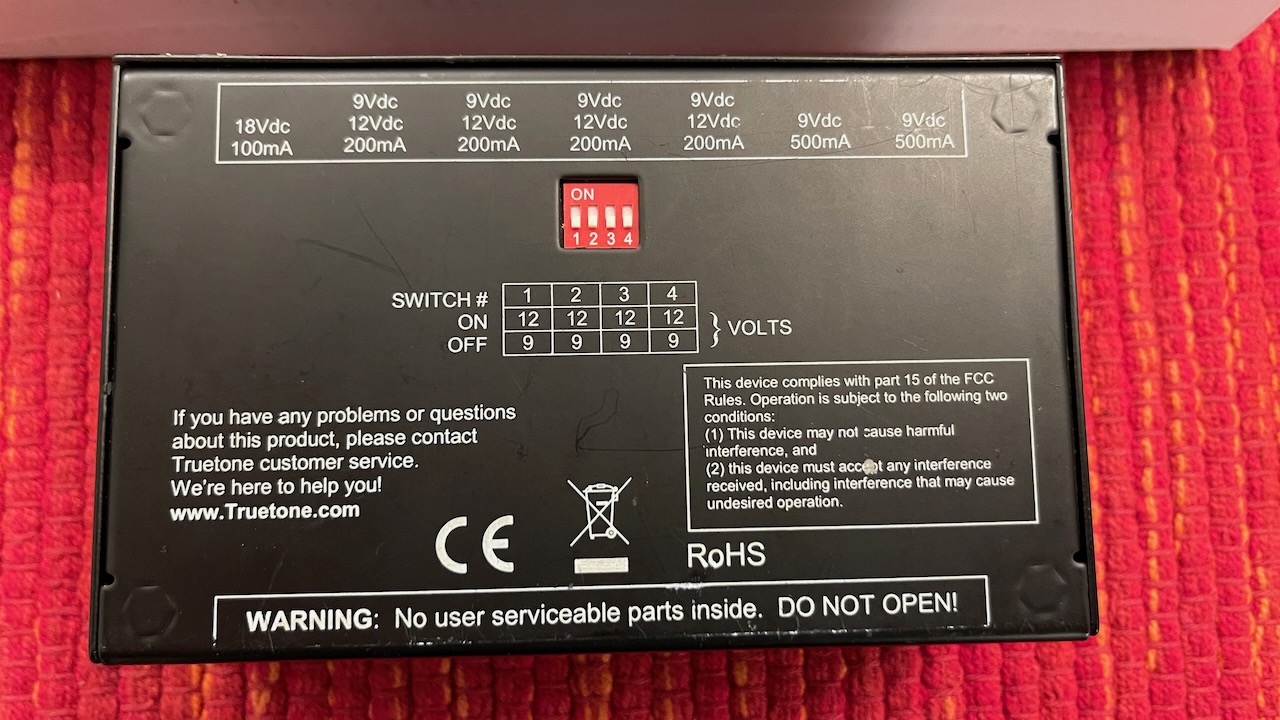 18Vdc
100mA
9Vdc
12Vdc
200mA
9Vdc
12Vdc
200mA
9Vdc
12Vdc
200mA
9Vdc
12Vdc
200mA
9Vdc
500mA
9Vdc
500mA
ON
1 2 3 4
SWITCH # 1 2 3 4
ON 12 12 12 12
OFF 9 9 9 9
} VOLTS
This device complies with part 15 of the FCC
Rules. Operation is subject to the following two
conditions:
(1) This device may not cause harmful
interference, and
(2) this device must accept any interference
received, including interference that may cause
undesired operation.
If you have any problems or questions
about this product, please contact
Truetone customer service.
We're here to help you!
www.Truetone.com
CE
RoHS
WARNING: No user serviceable parts inside. DO NOT OPEN!